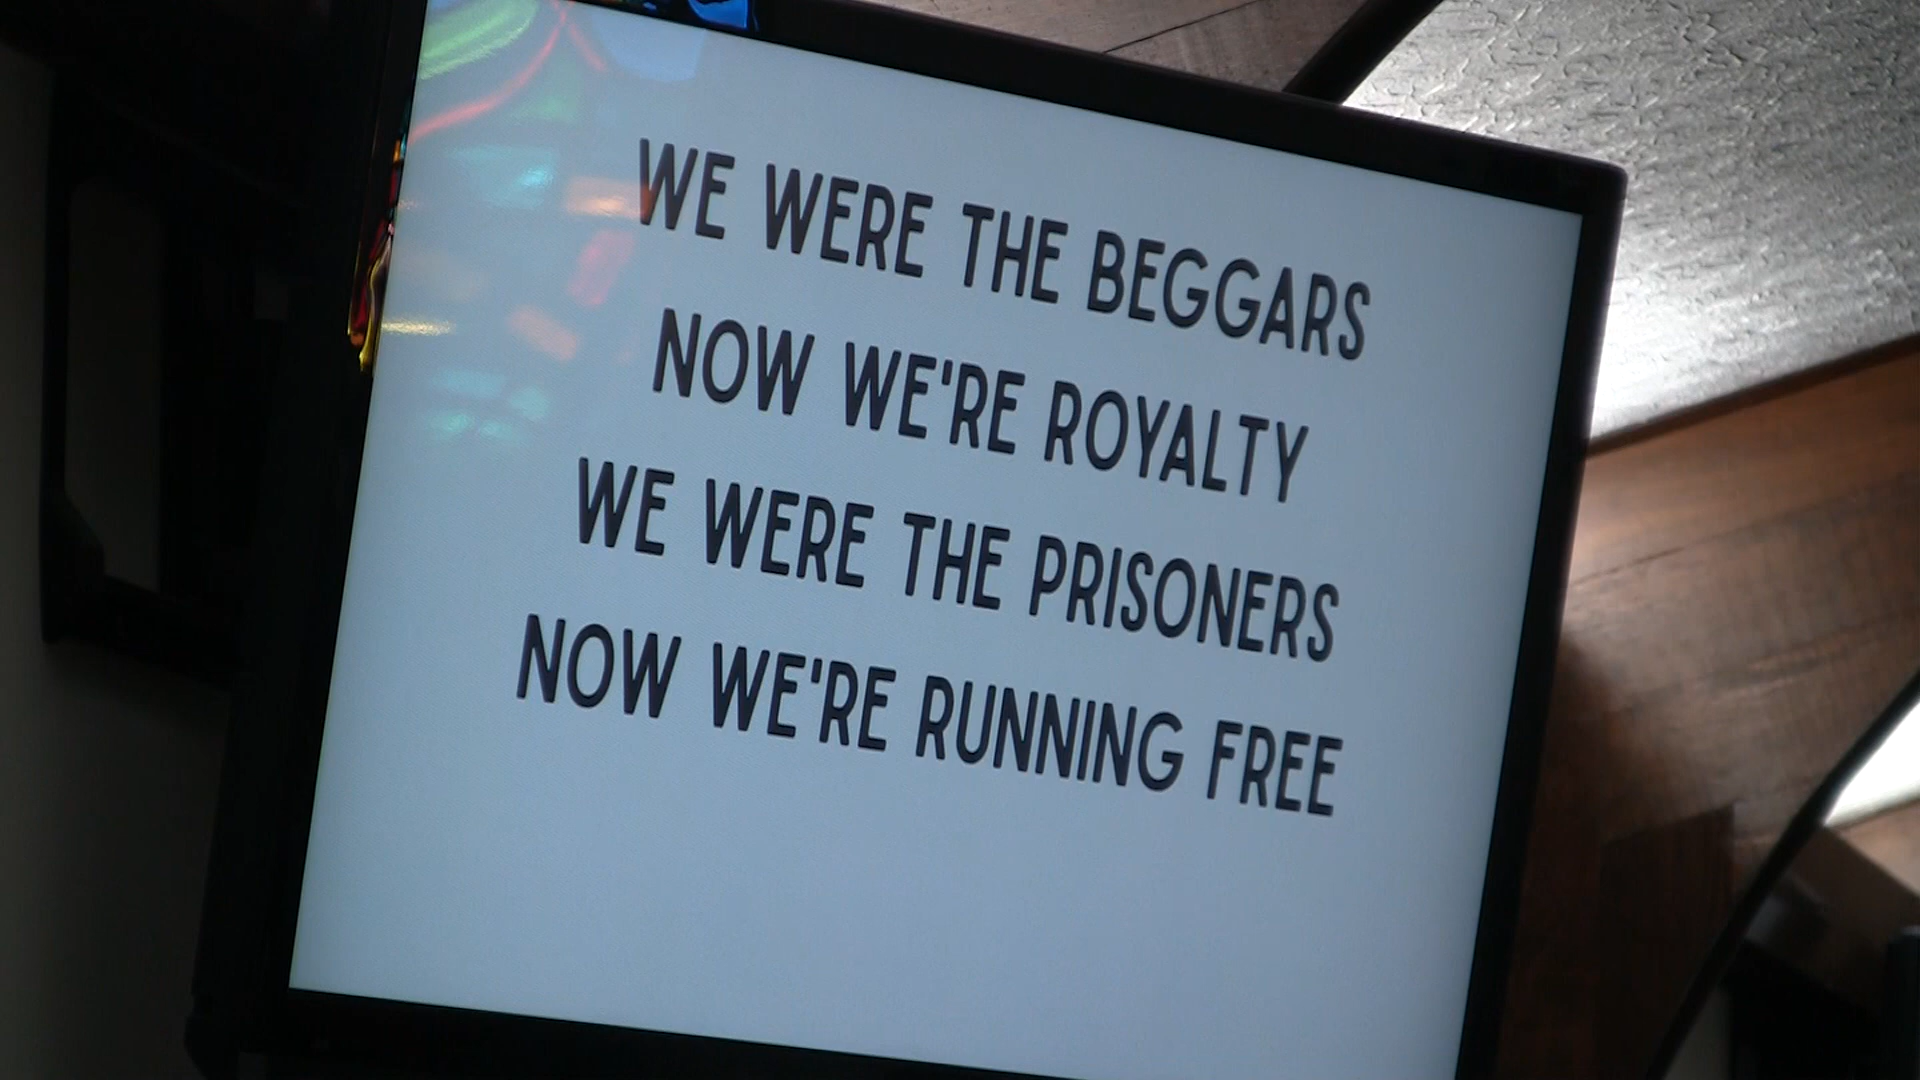 WE WERE THE BEGGARS
NOW WE'RE ROYALTY
WE WERE THE PRISONERS
NOW WE'RE RUNNING FREE